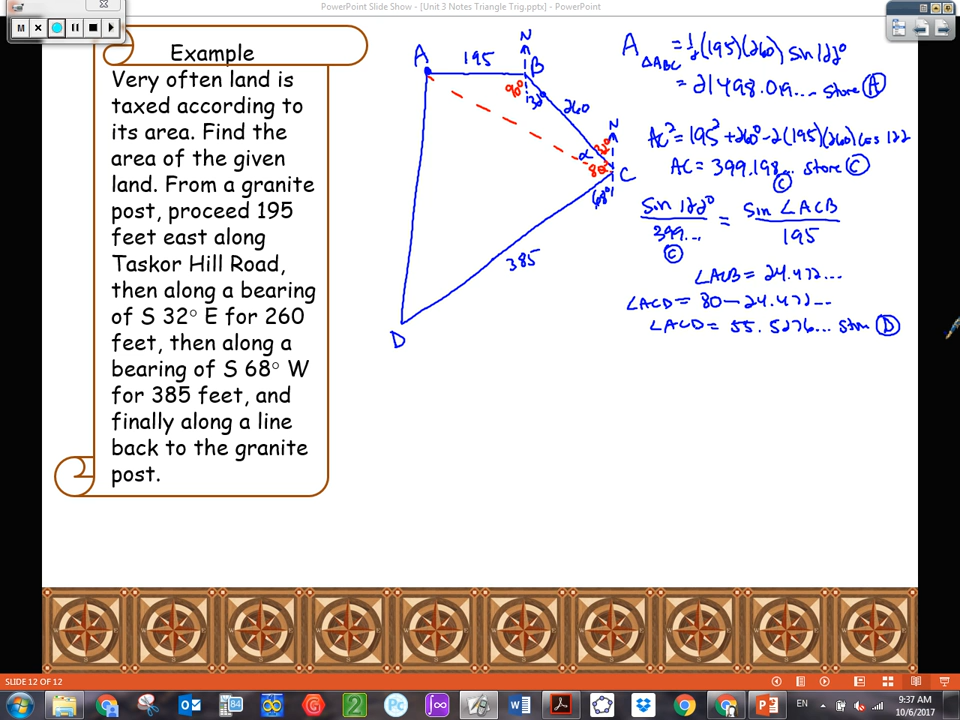 PowerPoint Slide Show - [Unit 3 Notes Triangle Trig.pptx] - PowerPoint
M
Example
Very often land is
taxed according to
its area. Find the
area of the given
land. From a granite
post, proceed 195
feet east along
Taskor Hill Road,
then along a bearing
of S 32° E for 260
feet, then along a
bearing of S 68° W
for 385 feet, and
finally along a line
back to the granite
post.
A
195
N
B
90°
32°
260
N
32°
α
80°
C
68°
385
D
A△ABC = ½(195)(260) sin 122°
= 21498.019... store Ⓐ
AC² = 195² + 260² - 2(195)(260) cos 122
AC = 399.198... store Ⓒ
Ⓒ
sin 122° = sin ∠ACB
399... 195
Ⓒ
∠ACB = 24.472...
∠ACD = 80 - 24.472...
∠ACD = 55.5276... store Ⓓ
SLIDE 12 OF 12
84
2
Pc
EN
9:37 AM
10/6/2017